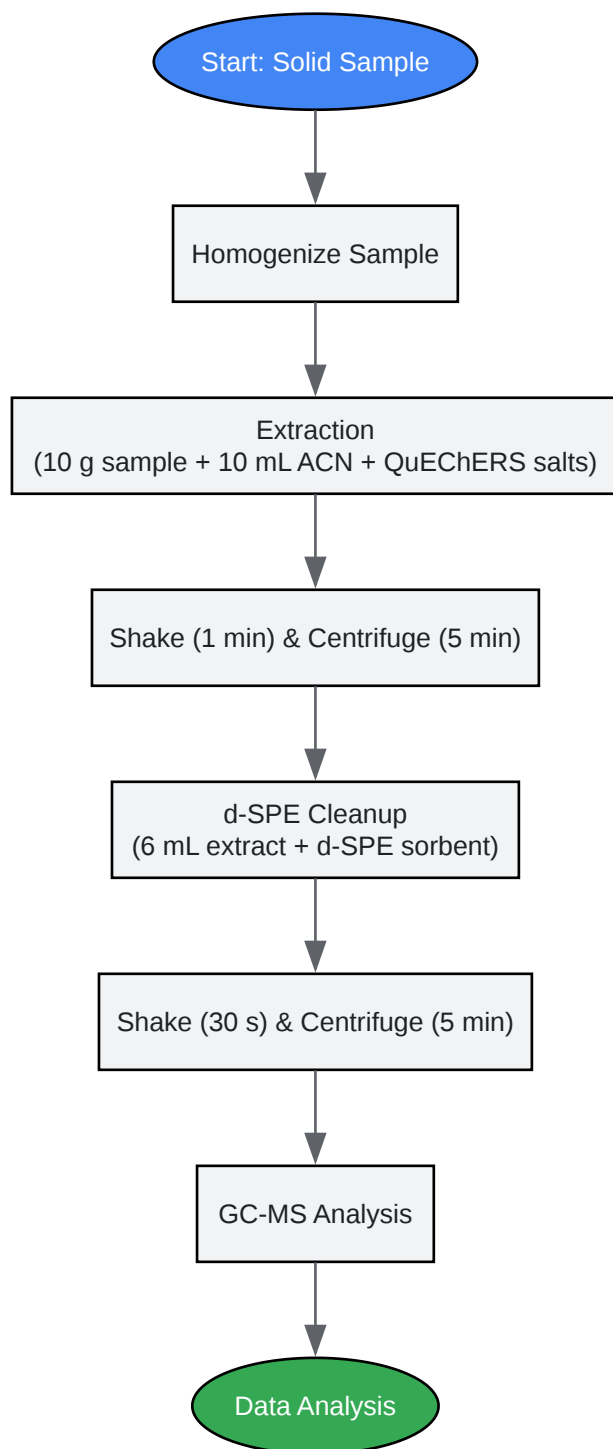 Start: Solid Sample
Homogenize Sample
Extraction
(10 g sample + 10 mL ACN + QuEChERS salts)
Shake (1 min) & Centrifuge (5 min)
d-SPE Cleanup
(6 mL extract + d-SPE sorbent)
Shake (30 s) & Centrifuge (5 min)
GC-MS Analysis
Data Analysis